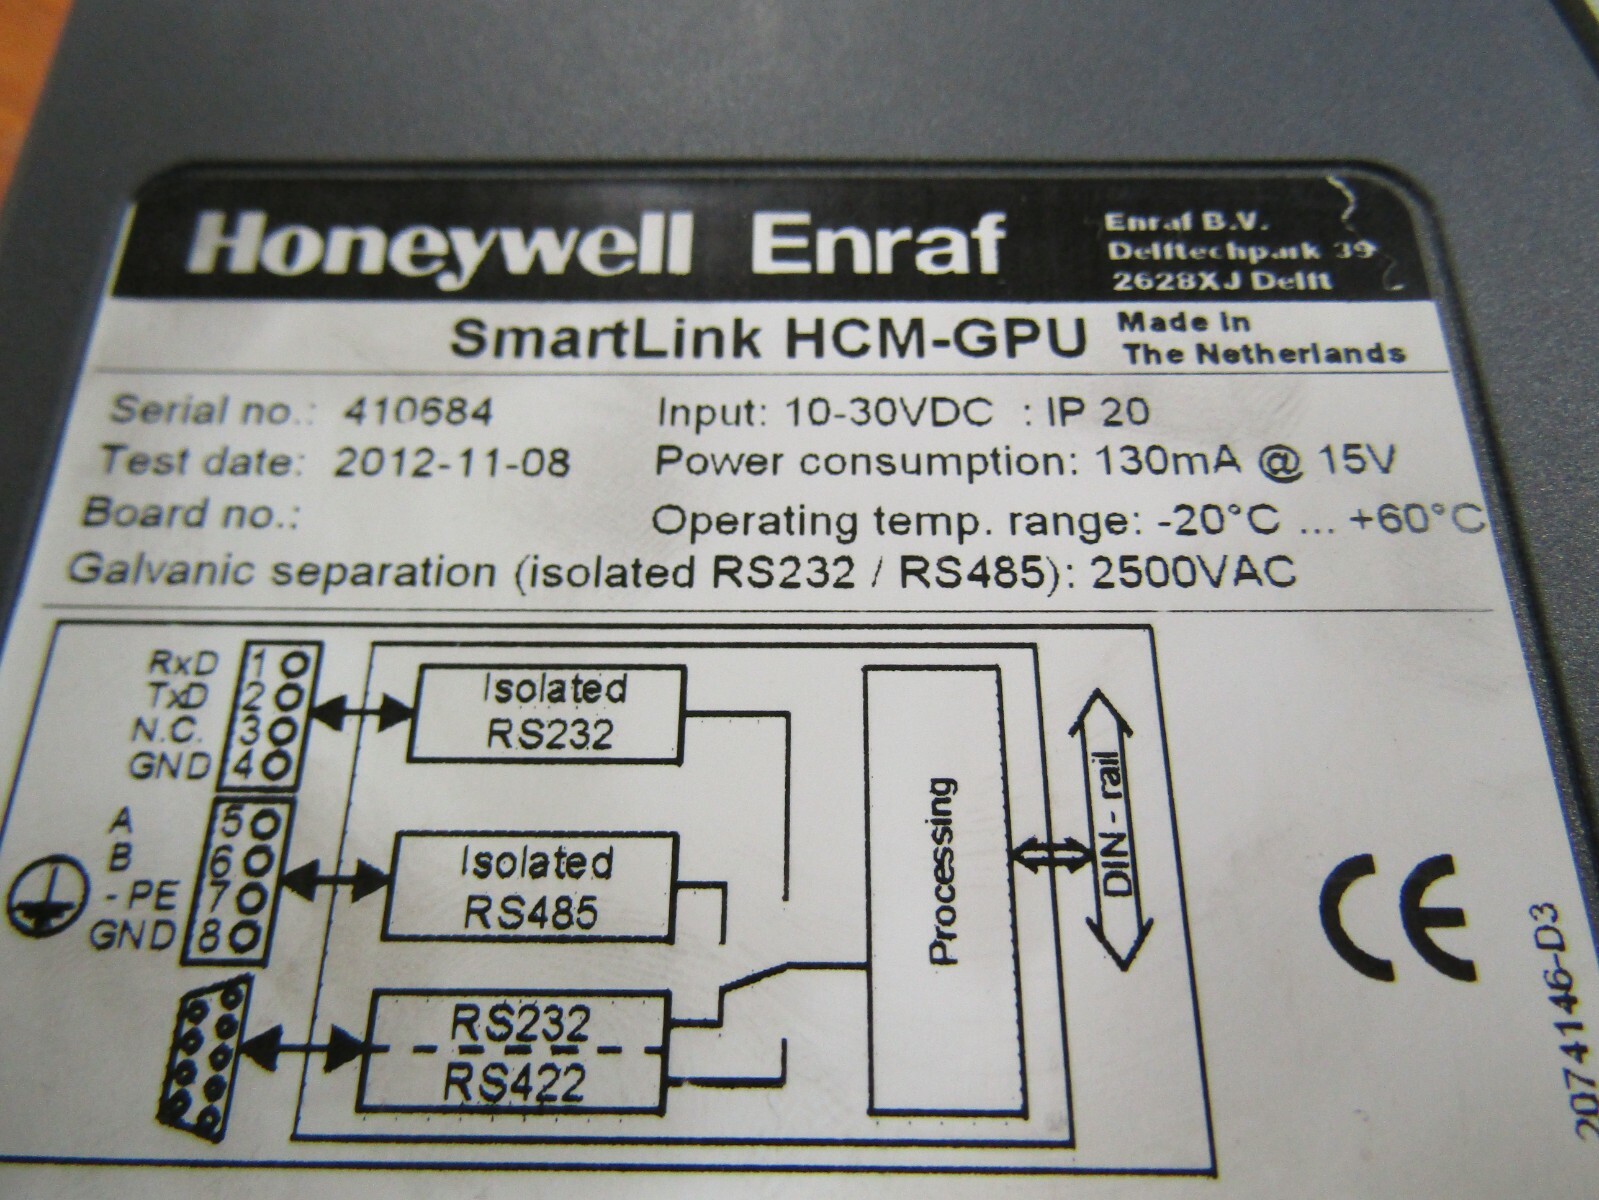 Honeywell Enraf
Enraf B.V.
Delftechpark 39
2628XJ Delft
SmartLink HCM-GPU
Made in
The Netherlands
Serial no.: 410684 Input: 10-30VDC : IP 20
Test date: 2012-11-08 Power consumption: 130mA @ 15V
Board no.: Operating temp. range: -20°C ... +60°C
Galvanic separation (isolated RS232 / RS485): 2500VAC
RxD 1
TxD 2
N.C. 3
GND 4
Isolated
RS232
A 5
B 6
- PE 7
GND 8
Isolated
RS485
RS232
RS422
Processing
DIN - rail
CE
2074146-D3